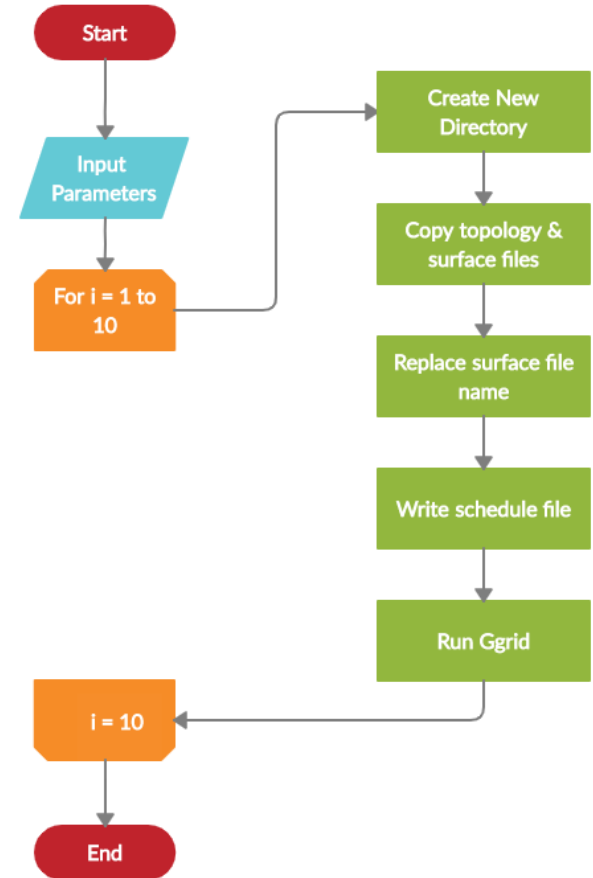 Start
Input
Parameters
For i = 1 to
10
Create New
Directory
Copy topology &
surface files
Replace surface file
name
Write schedule file
Run Ggrid
i = 10
End